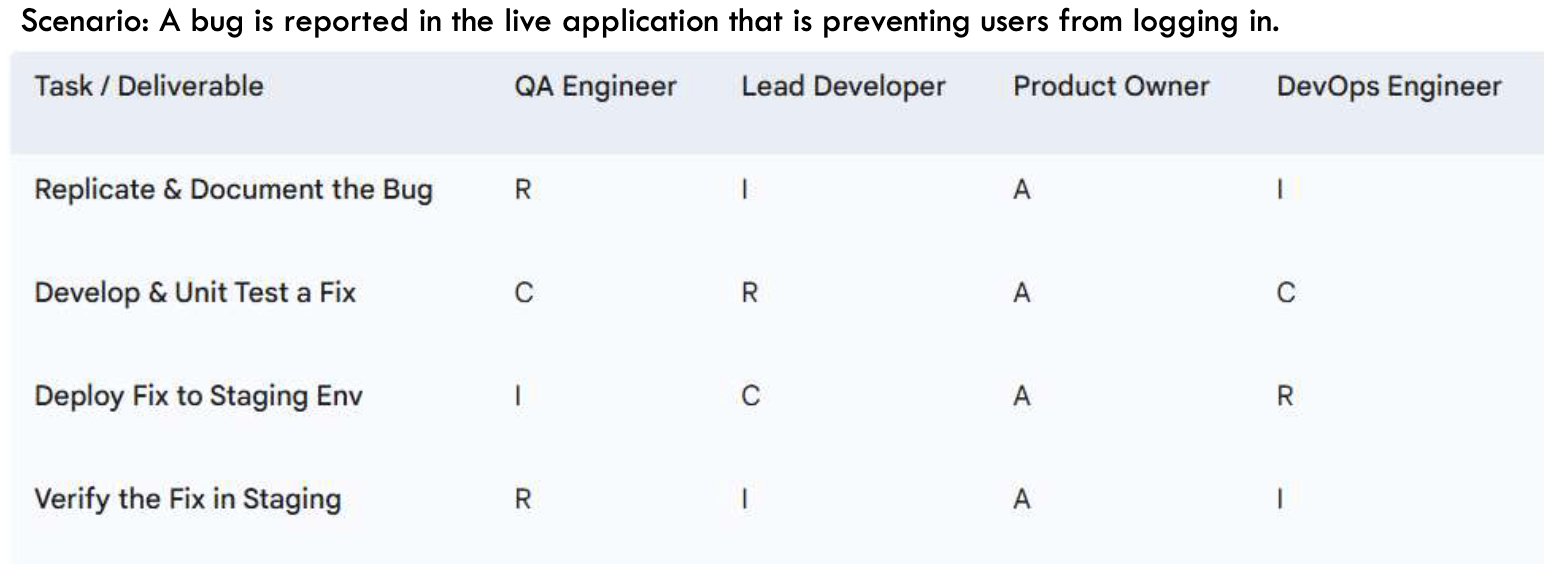 Scenario: A bug is reported in the live application that is preventing users from logging in.
Task / Deliverable QA Engineer Lead Developer Product Owner DevOps Engineer
Replicate & Document the Bug R I A I
Develop & Unit Test a Fix C R A C
Deploy Fix to Staging Env I C A R
Verify the Fix in Staging R I A I